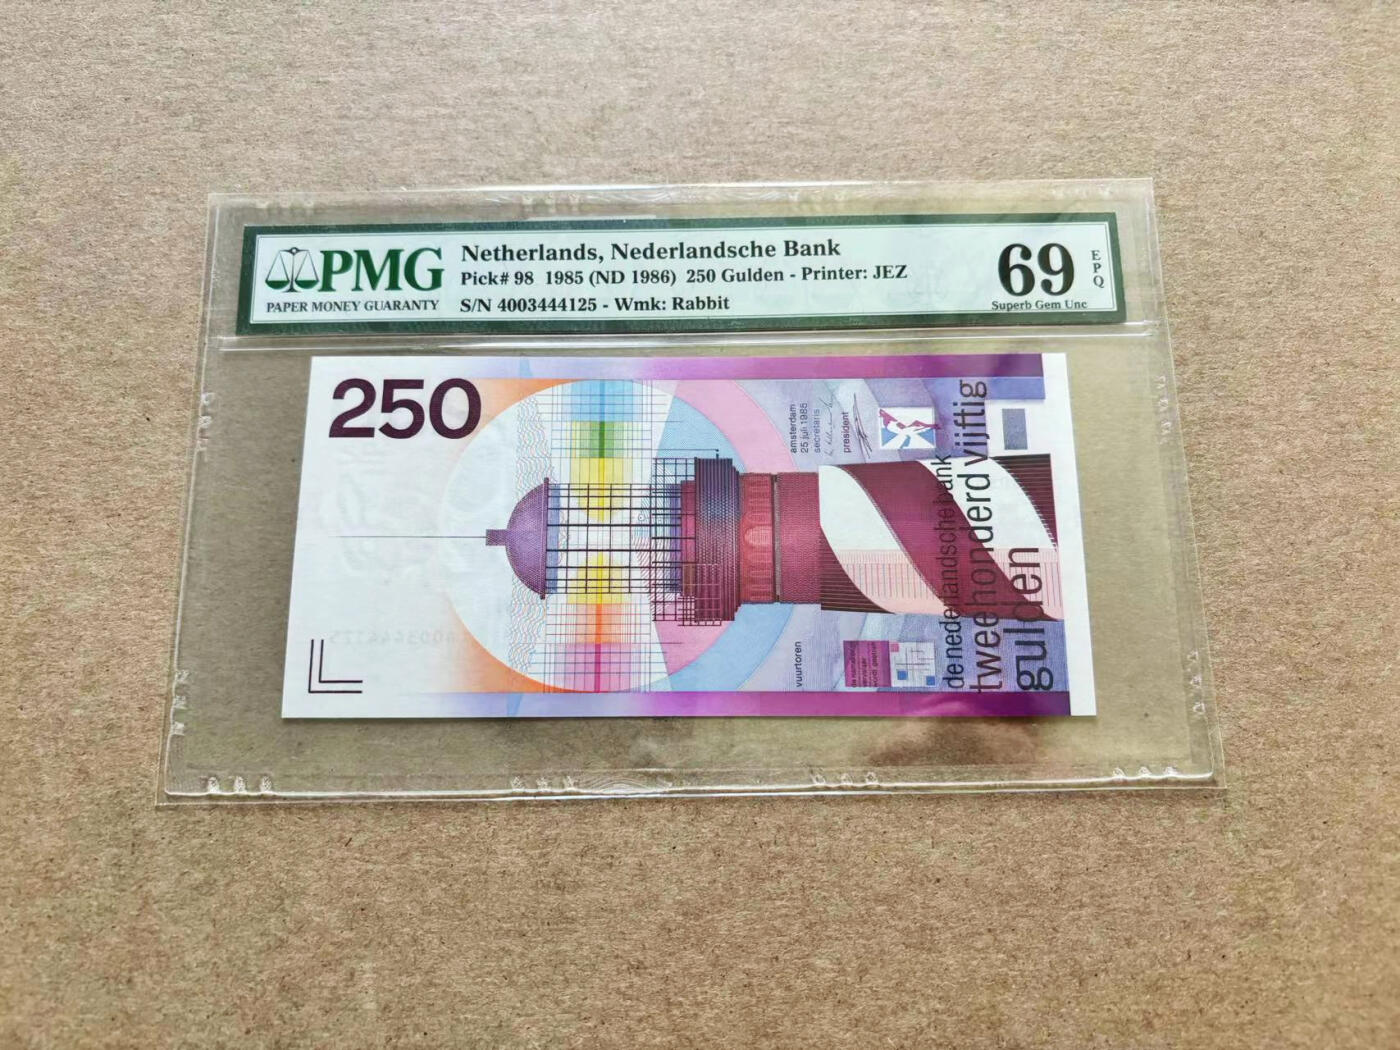 PMG
PAPER MONEY GUARANTY
Netherlands, Nederlandsche Bank
Pick# 98 1985 (ND 1986) 250 Gulden - Printer: JEZ
S/N 4003444125 - Wmk: Rabbit
69
EPQ
Superb Gem Unc
250
amsterdam
25 juli 1985
secretaris
president
vuurtoren
de nederlandsche bank
tweehonderd vijftig
gulden